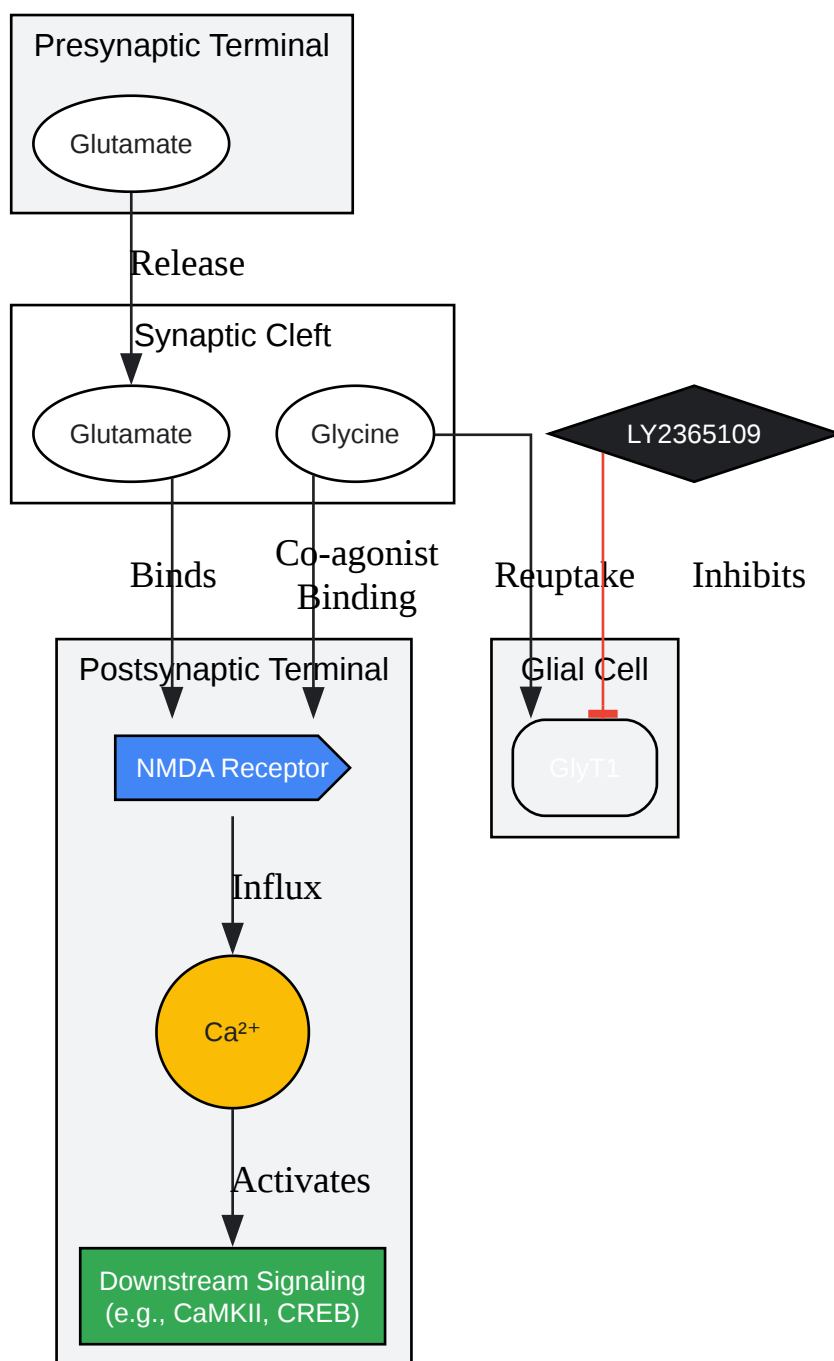 Presynaptic Terminal
Glutamate
Release
Synaptic Cleft
Glutamate
Glycine
LY2365109
Binds
Co-agonist
Binding
Reuptake
Inhibits
Postsynaptic Terminal
Glial Cell
NMDA Receptor
GlyT1
Influx
Ca²⁺
Activates
Downstream Signaling
(e.g., CaMKII, CREB)